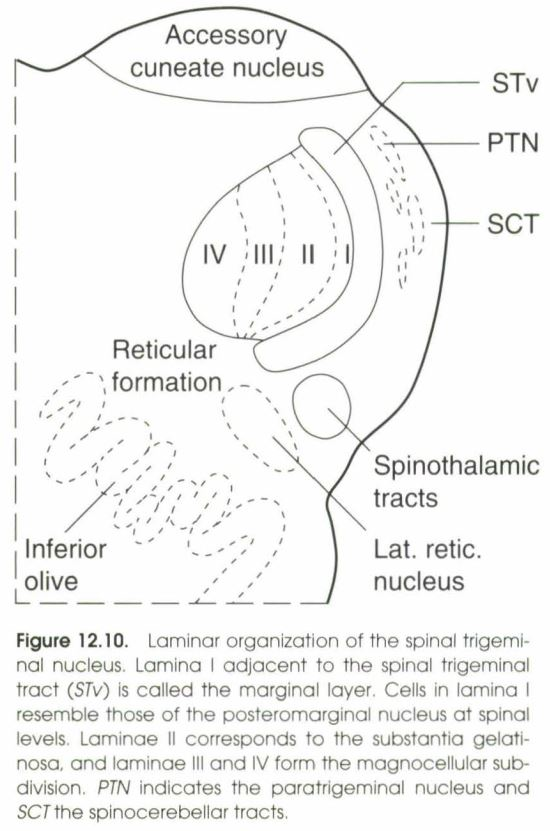 Accessory
cuneate nucleus
STv
PTN
SCT
IV
III
II
I
Reticular
formation
Spinothalamic
tracts
Inferior
olive
Lat. retic.
nucleus
Figure 12.10. Laminar organization of the spinal trigemi-
nal nucleus. Lamina I adjacent to the spinal trigeminal
tract (STv) is called the marginal layer. Cells in lamina I
resemble those of the posteromarginal nucleus at spinal
levels. Laminae II corresponds to the substantia gelati-
nosa, and laminae III and IV form the magnocellular sub-
division. PTN indicates the paratrigeminal nucleus and
SCT the spinocerebellar tracts.